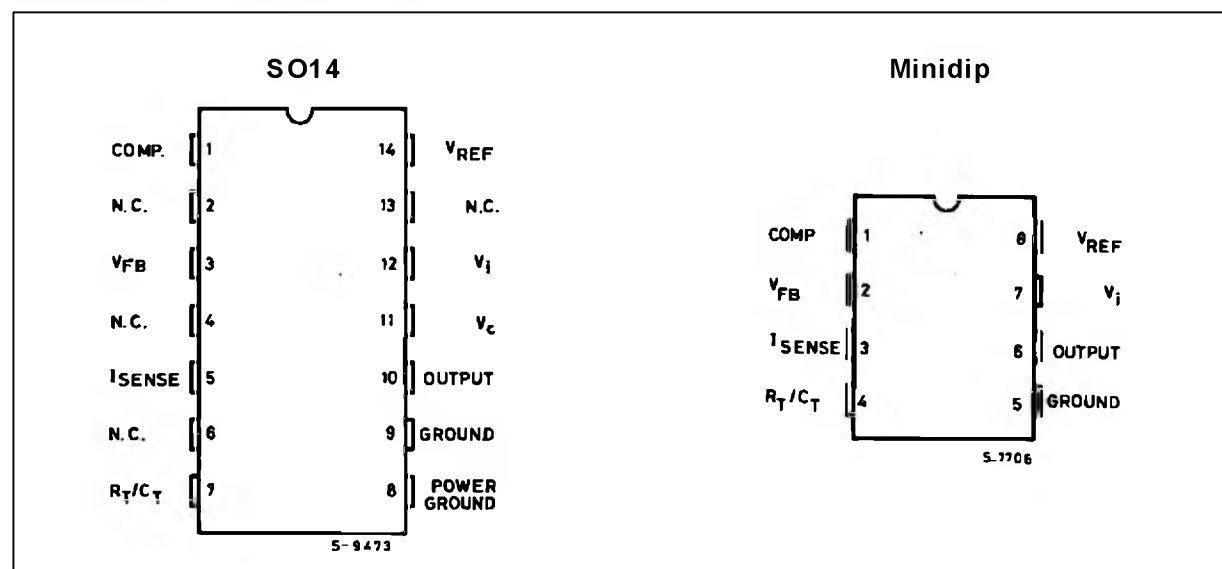 SO14
COMP. 1 14 VREF
N.C. 2 13 N.C.
VFB 3 12 Vi
N.C. 4 11 Vc
ISENSE 5 10 OUTPUT
N.C. 6 9 GROUND
RT/CT 7 8 POWER GROUND
S-9473
Minidip
COMP 1 8 VREF
VFB 2 7 Vi
ISENSE 3 6 OUTPUT
RT/CT 4 5 GROUND
S-7706